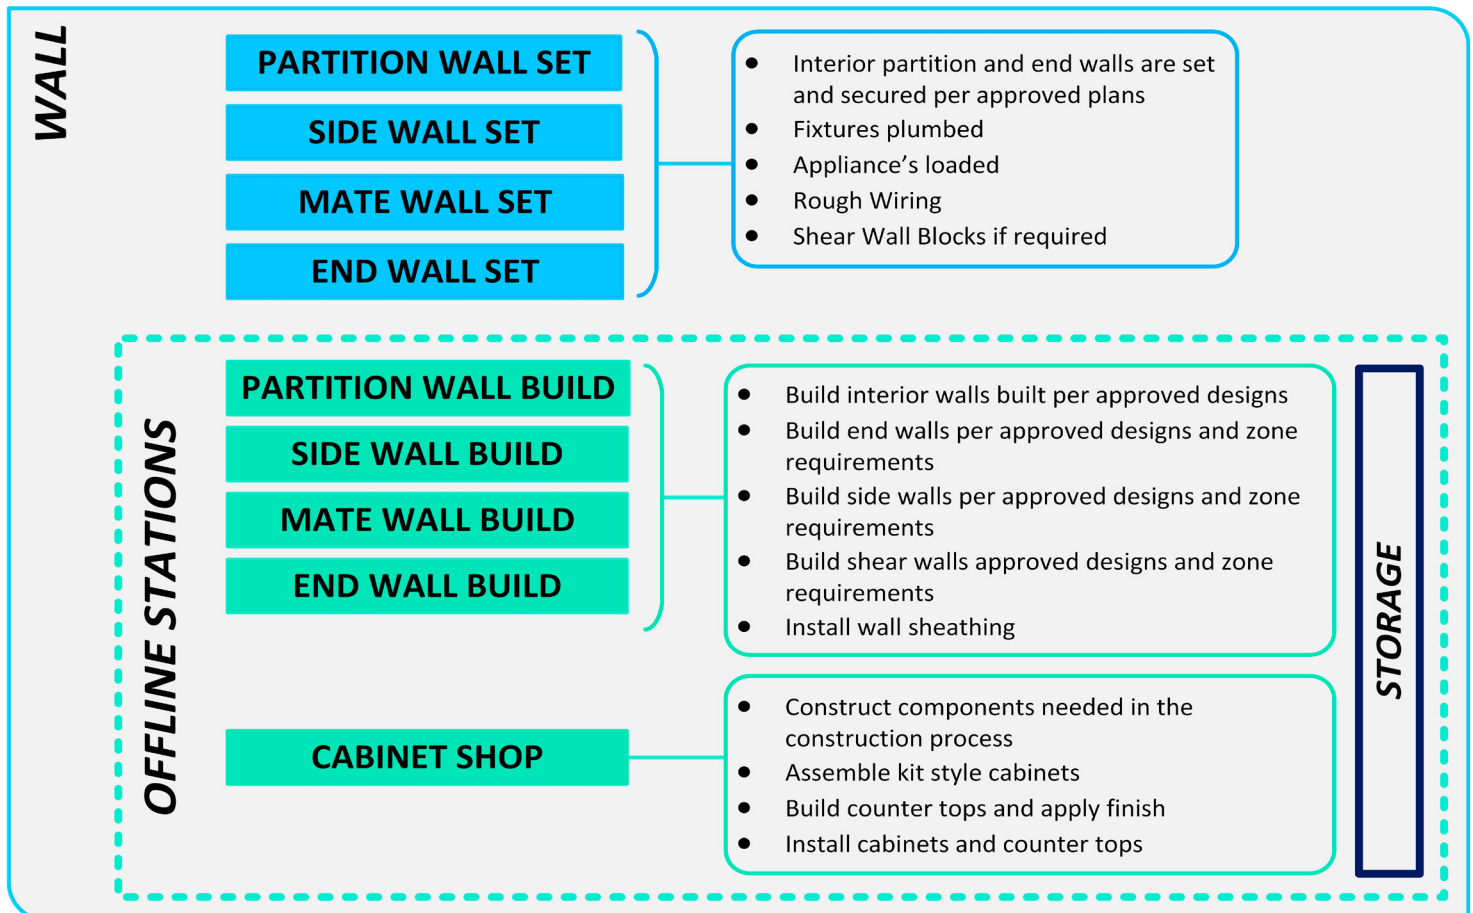 WALL
PARTITION WALL SET
SIDE WALL SET
MATE WALL SET
END WALL SET
• Interior partition and end walls are set
and secured per approved plans
• Fixtures plumbed
• Appliance’s loaded
• Rough Wiring
• Shear Wall Blocks if required
OFFLINE STATIONS
PARTITION WALL BUILD
SIDE WALL BUILD
MATE WALL BUILD
END WALL BUILD
• Build interior walls built per approved designs
• Build end walls per approved designs and zone
requirements
• Build side walls per approved designs and zone
requirements
• Build shear walls approved designs and zone
requirements
• Install wall sheathing
CABINET SHOP
• Construct components needed in the
construction process
• Assemble kit style cabinets
• Build counter tops and apply finish
• Install cabinets and counter tops
STORAGE